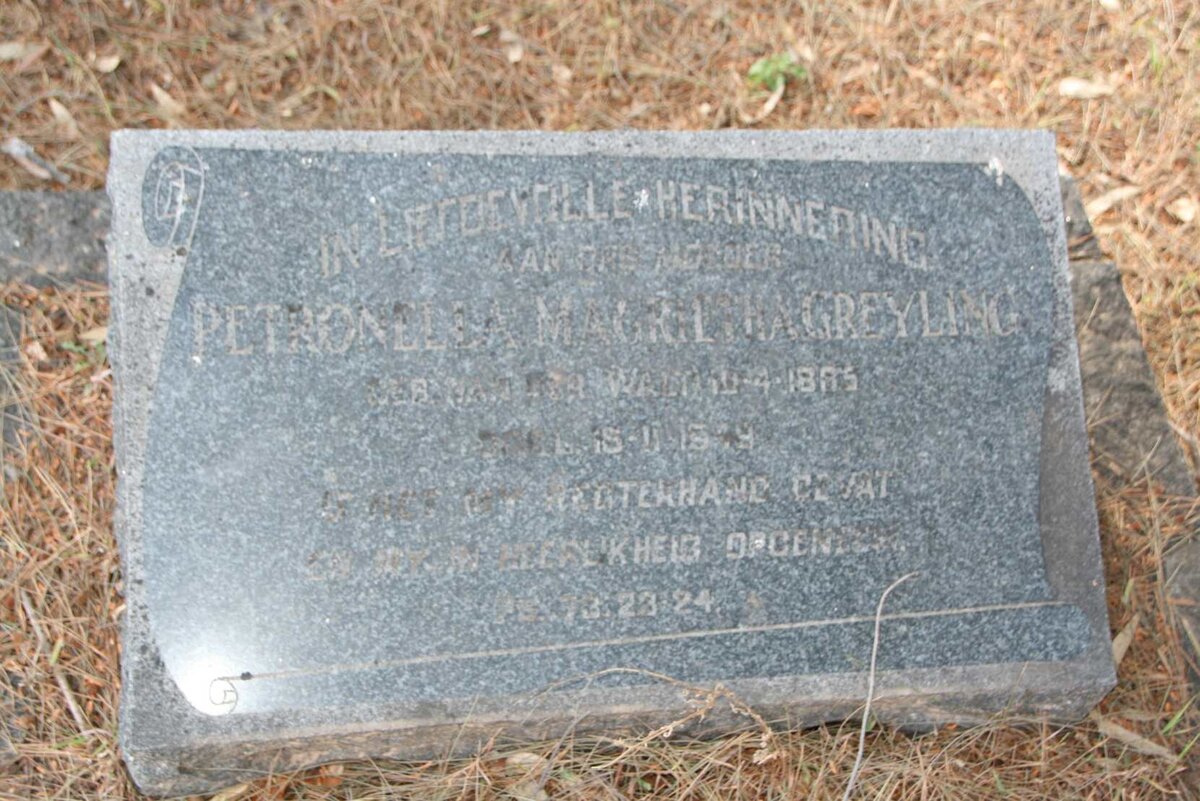 IN LIEFDEVOLLE HERINNERING
AAN ONS MOEDER
PETRONELLA MAGRIETHA GREYLING
GEB. VAN DER WALT 10-4-1885
OORL. 15-11-1949
U HET MY REGTERHAND GEVAT
EN MY IN HEERLIKHEID OPGENEEM.
PS. 73:23-24